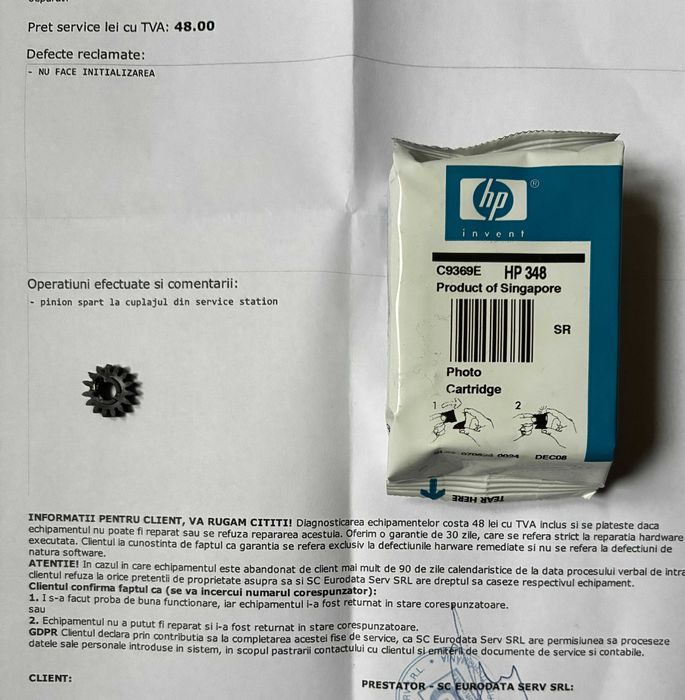 Pret service lei cu TVA: 48.00
Defecte reclamate:
- NU FACE INITIALIZAREA
Operatiuni efectuate si comentarii:
- pinion spart la cuplajul din service station
hp ®
invent
C9369E HP 348
Product of Singapore
SR
Photo
Cartridge
1 2
DEC08
TEAR HERE
INFORMATII PENTRU CLIENT, VA RUGAM CITITI! Diagnosticarea echipamentelor costa 48 lei cu TVA inclus si se plateste daca
echipamentul nu poate fi reparat sau se refuza repararea acestuia. Oferim o garantie de 30 zile, care se refera strict la reparatia hardware
executata. Clientul ia cunostinta de faptul ca garantia se refera exclusiv la defectiunile harware remediate si nu se refera la defectiuni de
natura software.
ATENTIE! In cazul in care echipamentul este abandonat de client mai mult de 90 de zile calendaristice de la data procesului verbal de intra
clientul refuza la orice pretentii de proprietate asupra sa si SC Eurodata Serv SRL are dreptul sa caseze respectivul echipament.
Clientul confirma faptul ca (se va incercui numarul corespunzator):
1. I s-a facut proba de buna functionare, iar echipamentul i-a fost returnat in stare corespunzatoare.
sau
2. Echipamentul nu a putut fi reparat si i-a fost returnat in stare corespunzatoare.
GDPR Clientul declara prin contributia sa la completarea acestei fise de service, ca SC Eurodata Serv SRL are permisiunea sa proceseze
datele sale personale introduse in sistem, in scopul pastrarii contactului cu clientul si emiterii de documente de service si contabile.
CLIENT:
PRESTATOR - SC EURODATA SERV SRL: